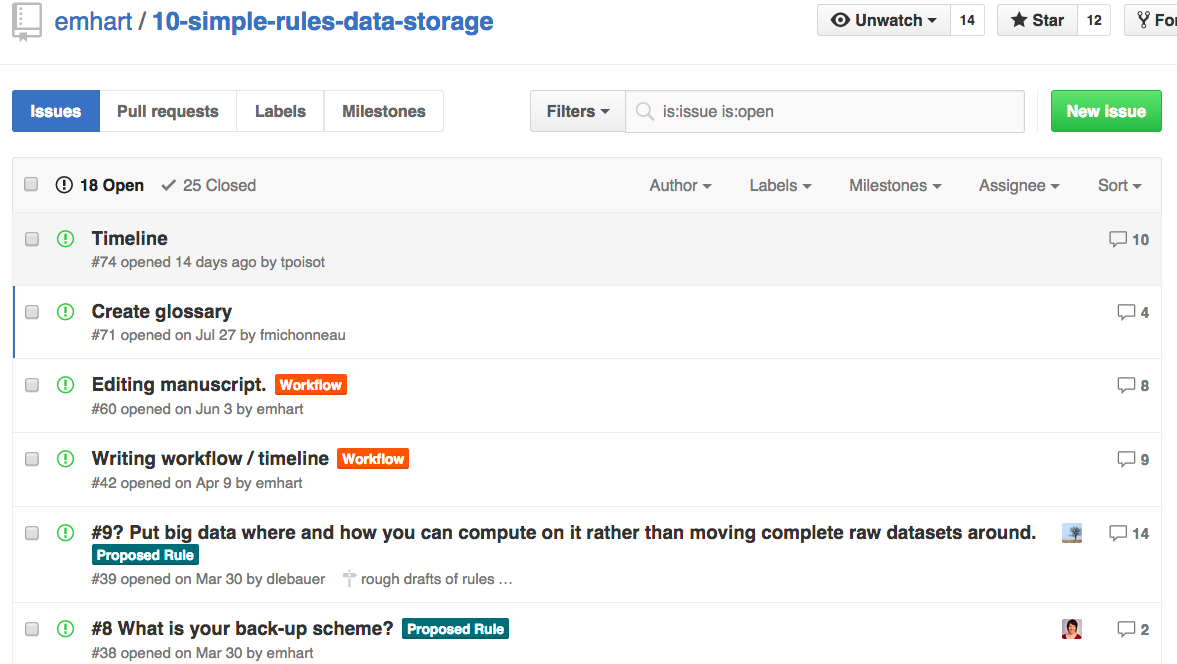 emhart / 10-simple-rules-data-storage Unwatch 14 Star 12
Issues Pull requests Labels Milestones Filters is:issue is:open New issue
18 Open 25 Closed Author Labels Milestones Assignee Sort
Timeline 10
#74 opened 14 days ago by tpoisot
Create glossary 4
#71 opened on Jul 27 by fmichonneau
Editing manuscript. Workflow 8
#60 opened on Jun 3 by emhart
Writing workflow / timeline Workflow 9
#42 opened on Apr 9 by emhart
#9? Put big data where and how you can compute on it rather than moving complete raw datasets around. 14
Proposed Rule
#39 opened on Mar 30 by dlebauer rough drafts of rules ...
#8 What is your back-up scheme? Proposed Rule 2
#38 opened on Mar 30 by emhart